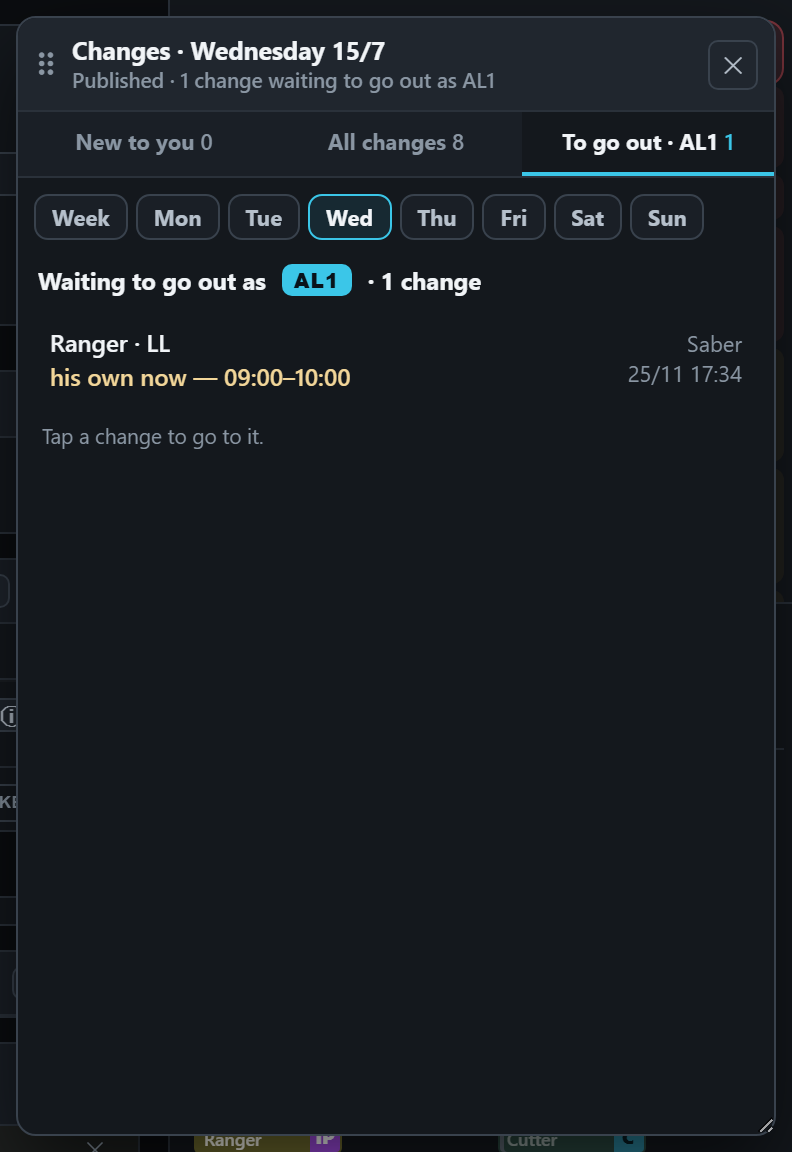 Changes · Wednesday 15/7
Published · 1 change waiting to go out as AL1
New to you 0
All changes 8
To go out · AL1 1
Week
Mon
Tue
Wed
Thu
Fri
Sat
Sun
Waiting to go out as AL1 · 1 change
Ranger · LL
Saber
his own now — 09:00–10:00
25/11 17:34
Tap a change to go to it.
Ranger
Cutter